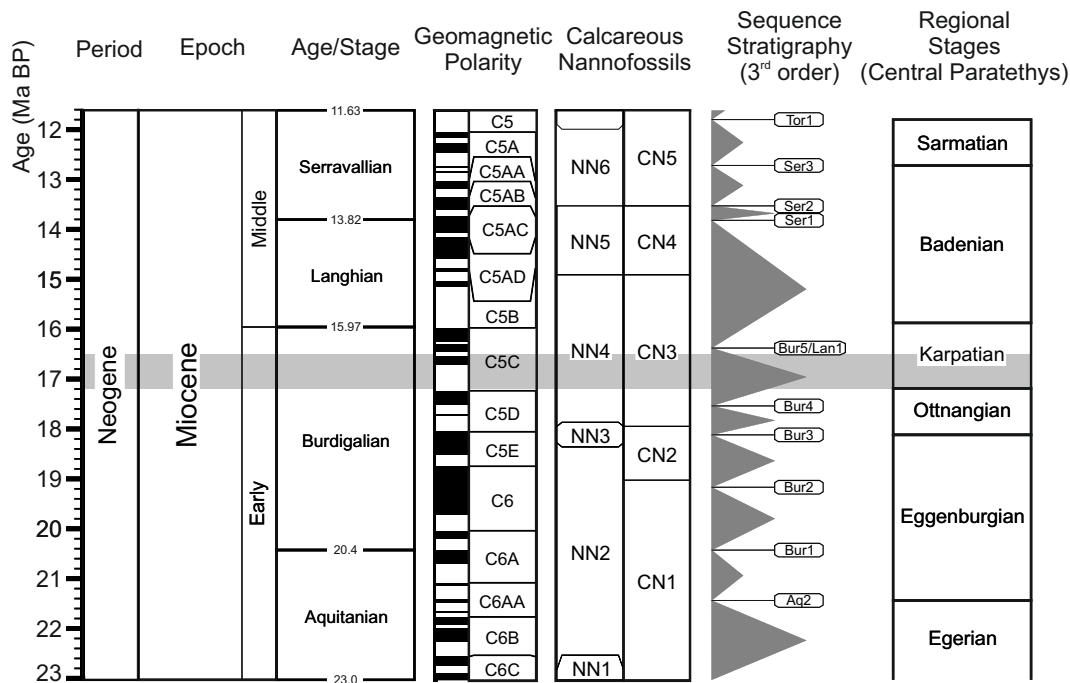 Age (Ma BP)
Period
Epoch
Age/Stage
Geomagnetic
Polarity
Calcareous
Nannofossils
Sequence
Stratigraphy
(3rd order)
Regional
Stages
(Central Paratethys)
12
13
14
15
16
17
18
19
20
21
22
23
Neogene
Miocene
Middle
Early
11.63
Serravallian
13.82
Langhian
15.97
Burdigalian
20.4
Aquitanian
23.0
C5
C5A
C5AA
C5AB
C5AC
C5AD
C5B
C5C
C5D
C5E
C6
C6A
C6AA
C6B
C6C
NN6
NN5
NN4
NN3
NN2
NN1
CN5
CN4
CN3
CN2
CN1
Tor1
Ser3
Ser2
Ser1
Bur5/Lan1
Bur4
Bur3
Bur2
Bur1
Aq2
Sarmatian
Badenian
Karpatian
Ottnangian
Eggenburgian
Egerian